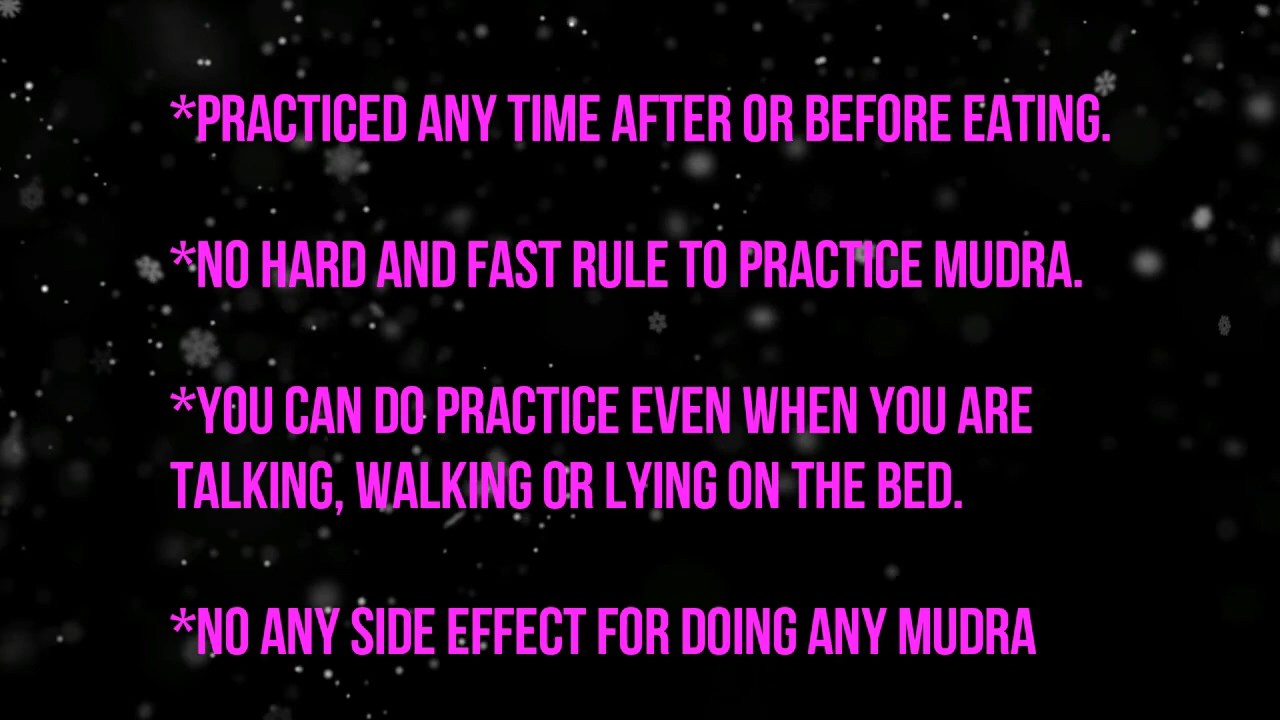 *PRACTICED ANY TIME AFTER OR BEFORE EATING.
*NO HARD AND FAST RULE TO PRACTICE MUDRA.
*YOU CAN DO PRACTICE EVEN WHEN YOU ARE
TALKING, WALKING OR LYING ON THE BED.
*NO ANY SIDE EFFECT FOR DOING ANY MUDRA